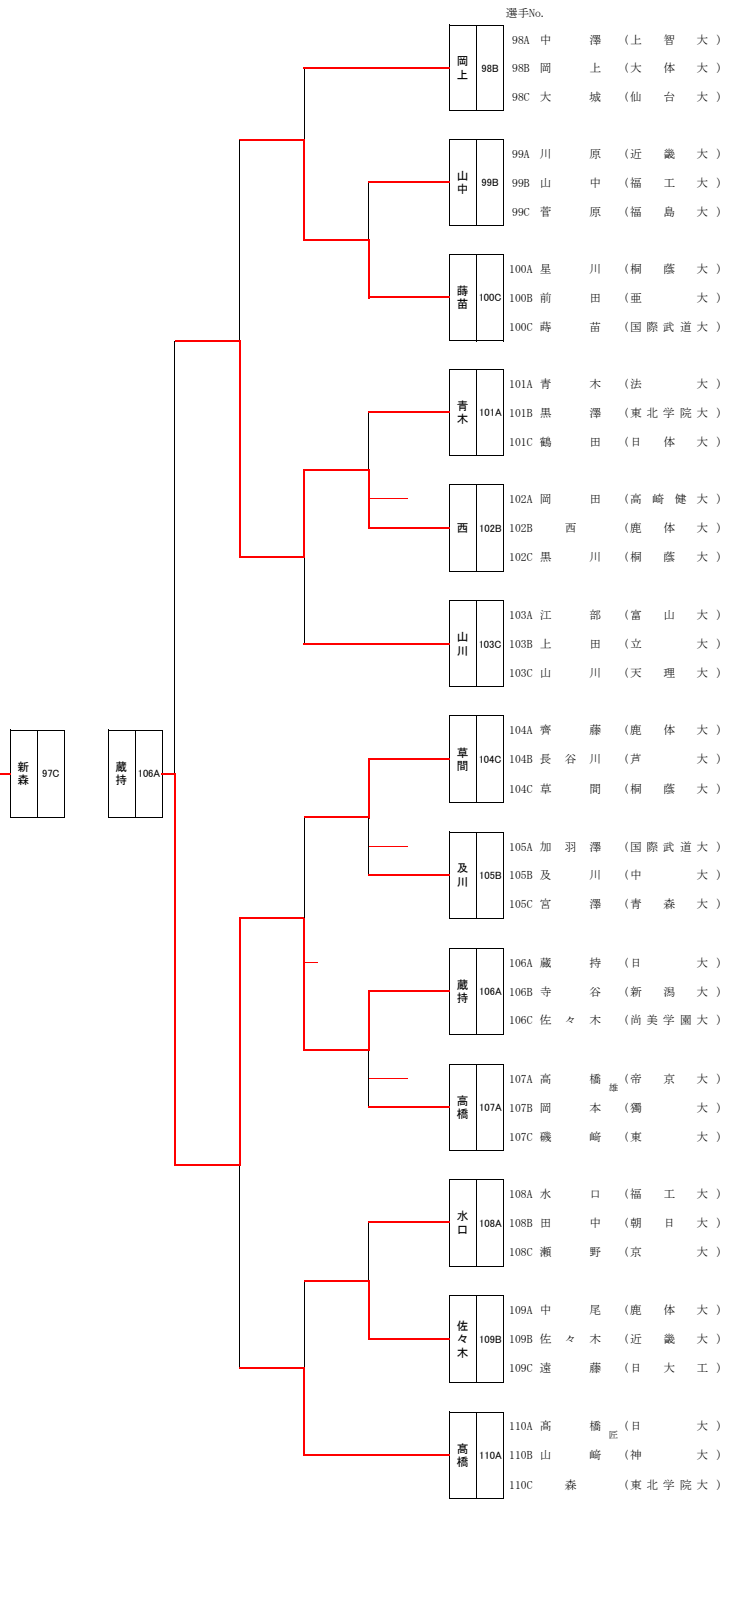 選手No.
98A 中澤 (上智大)
岡上 98B 98B 岡上 (大体大)
98C 大城 (仙台大)
99A 川原 (近畿大)
山中 99B 99B 山中 (福工大)
99C 菅原 (福島大)
100A 星川 (桐蔭大)
蒔苗 100C 100B 前田 (亜大)
100C 蒔苗 (国際武道大)
101A 青木 (法大)
青木 101A 101B 黒澤 (東北学院大)
101C 鶴田 (日体大)
102A 岡田 (高崎健大)
西 102B 102B 西 (鹿体大)
102C 黒川 (桐蔭大)
103A 江部 (富山大)
山川 103C 103B 上田 (立大)
103C 山川 (天理大)
104A 齊藤 (鹿体大)
草間 104C 104B 長谷川 (芦大)
新森 97C
蔵持 106A
104C 草間 (桐蔭大)
105A 加羽澤 (国際武道大)
及川 105B 105B 及川 (中大)
105C 宮澤 (青森大)
106A 蔵持 (日大)
蔵持 106A 106B 寺谷 (新潟大)
106C 佐々木 (尚美学園大)
107A 高橋雄 (帝京大)
高橋 107A 107B 岡本 (獨大)
107C 磯﨑 (東大)
108A 水口 (福工大)
水口 108A 108B 田中 (朝日大)
108C 瀬野 (京大)
109A 中尾 (鹿体大)
佐々木 109B 109B 佐々木 (近畿大)
109C 遠藤 (日大工)
110A 髙橋匠 (日大)
髙橋 110A 110B 山﨑 (神大)
110C 森 (東北学院大)